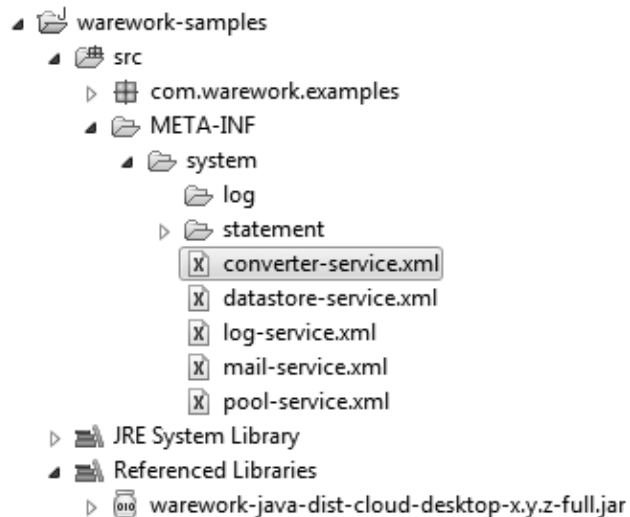 warework-samples
src
com.warework.examples
META-INF
system
log
statement
converter-service.xml
datastore-service.xml
log-service.xml
mail-service.xml
pool-service.xml
JRE System Library
Referenced Libraries
warework-java-dist-cloud-desktop-x.y.z-full.jar